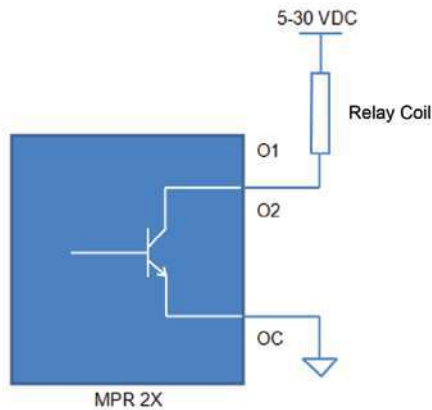 5-30 VDC
Relay Coil
O1
O2
OC
MPR 2X